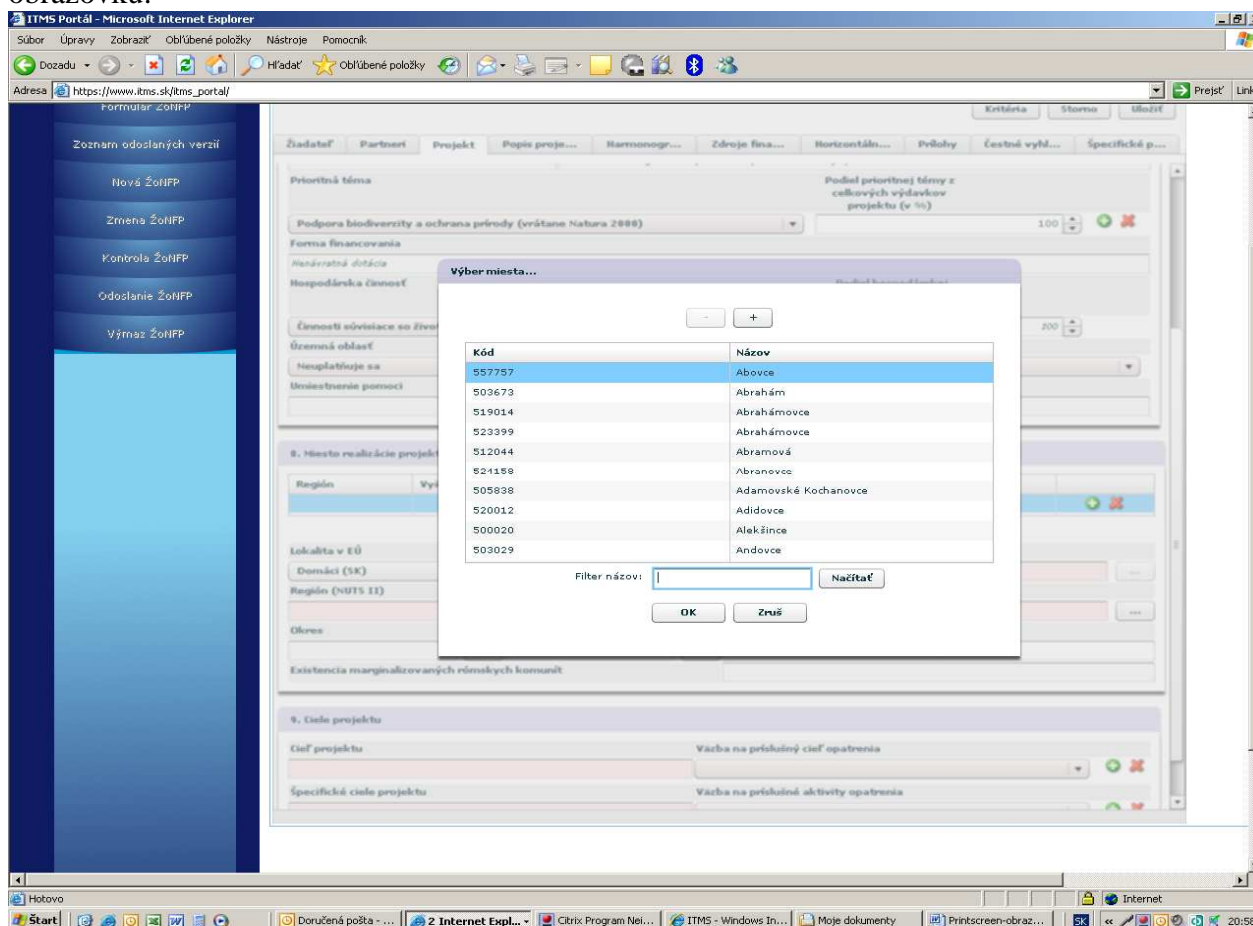 obrazovku:
ITMS Portál - Microsoft Internet Explorer
Súbor Úpravy Zobraziť Obľúbené položky Nástroje Pomocník
Dozadu Hľadať Obľúbené položky
Adresa https://www.itms.sk/itms_portal/ Prejsť Link
Formulár ŽoNFP
Kritéria Storno Uložiť
Zoznam odoslaných verzií
Žiadateľ Partneri Projekt Popis proje... Harmonogr... Zdroje fina... Horizontáln... Prílohy Čestné vyhl... Špecifické p...
Nová ŽoNFP
Zmena ŽoNFP
Kontrola ŽoNFP
Odoslanie ŽoNFP
Výmaz ŽoNFP
Prioritná téma Podiel prioritnej témy z
celkových výdavkov
projektu (v %)
Podpora biodiverzity a ochrana prírody (vrátane Natura 2000) 100
Forma financovania
Nenávratná dotácia
Hospodárska činnosť
Činnosti súvisiace so život
Územná oblasť
Neuplatňuje sa
Umiestnenie pomoci
Výber miesta...
- +
Kód Názov
557757 Abovce
503673 Abrahám
519014 Abrahámovce
523399 Abrahámovce
512044 Abramová
524158 Abranovce
505838 Adamovské Kochanovce
520012 Adidovce
500020 Alekšince
503029 Andovce
Filter názov: Načítať
OK Zruš
8. Miesto realizácie projekt
Región
Lokalita v EÚ
Domáci (SK) ...
Región (NUTS II)
...
Okres
Existencia marginalizovaných rómskych komunít
9. Ciele projektu
Cieľ projektu Väzba na príslušný cieľ opatrenia
Špecifické ciele projektu Väzba na príslušné aktivity opatrenia
Hotovo Internet
Štart Doručená pošta - ... 2 Internet Expl... Citrix Program Nei... ITMS - Windows In... Moje dokumenty Printscreen-obraz... SK 20:58